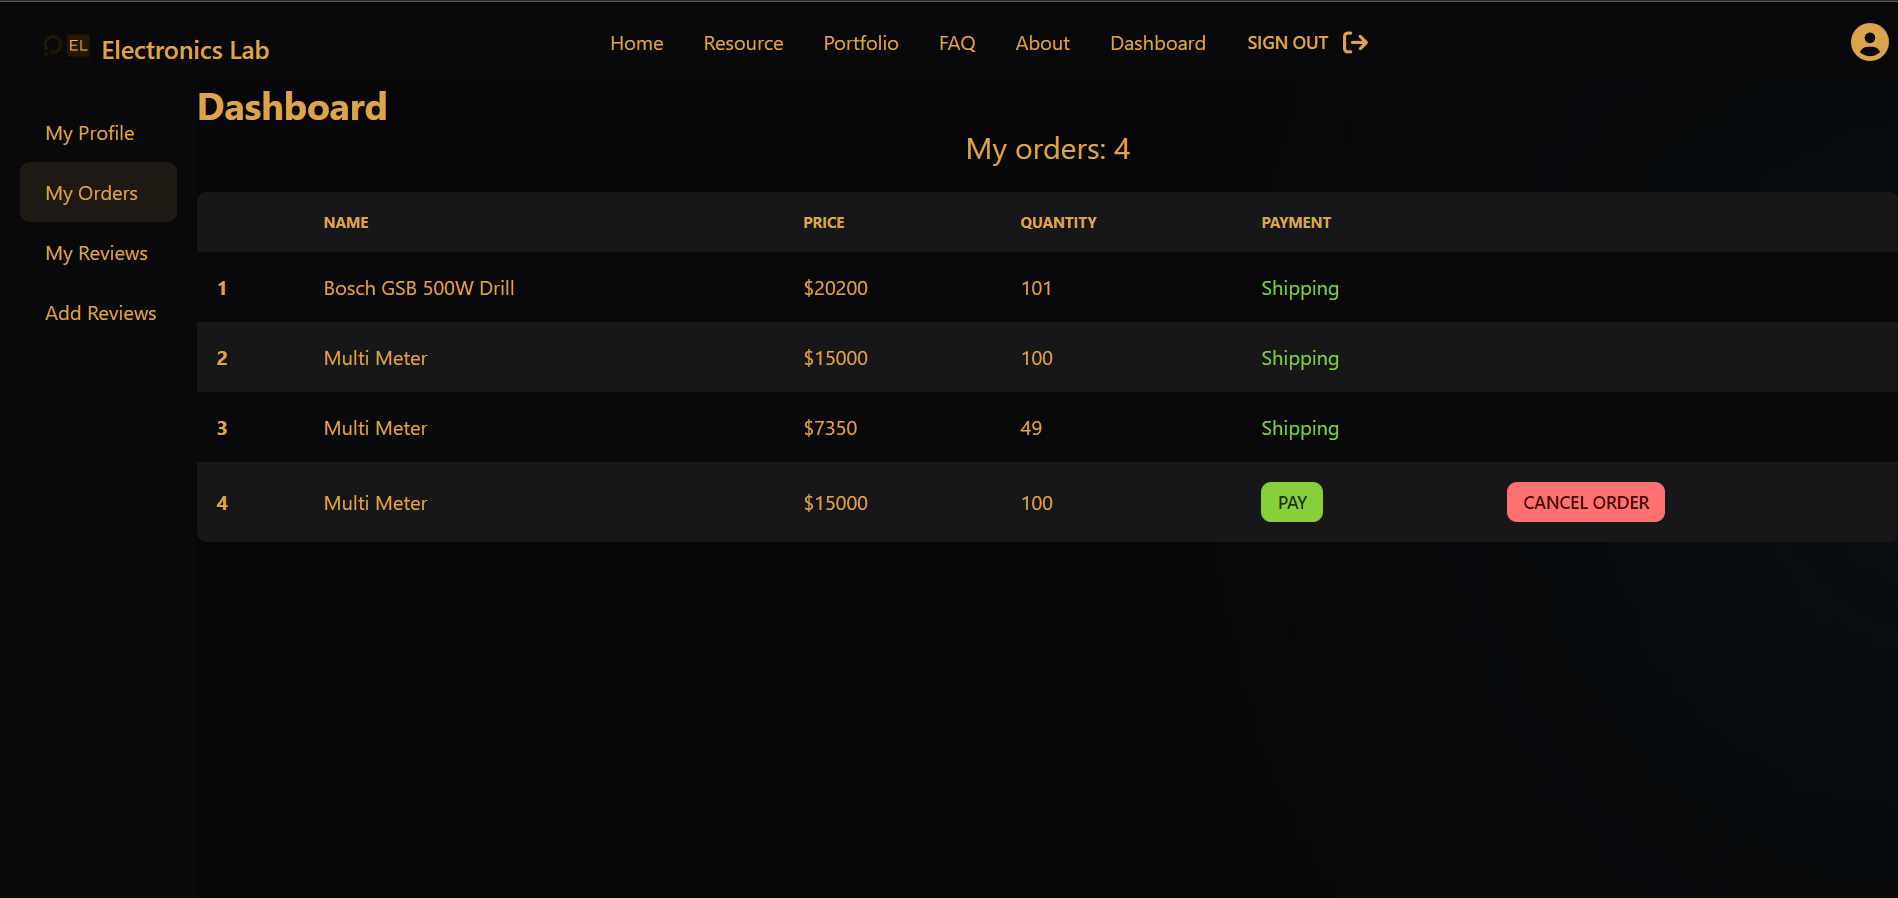 EL Electronics Lab
Home Resource Portfolio FAQ About Dashboard SIGN OUT
Dashboard
My Profile
My Orders
My Reviews
Add Reviews
My orders: 4
NAME PRICE QUANTITY PAYMENT
1 Bosch GSB 500W Drill $20200 101 Shipping
2 Multi Meter $15000 100 Shipping
3 Multi Meter $7350 49 Shipping
4 Multi Meter $15000 100 PAY CANCEL ORDER